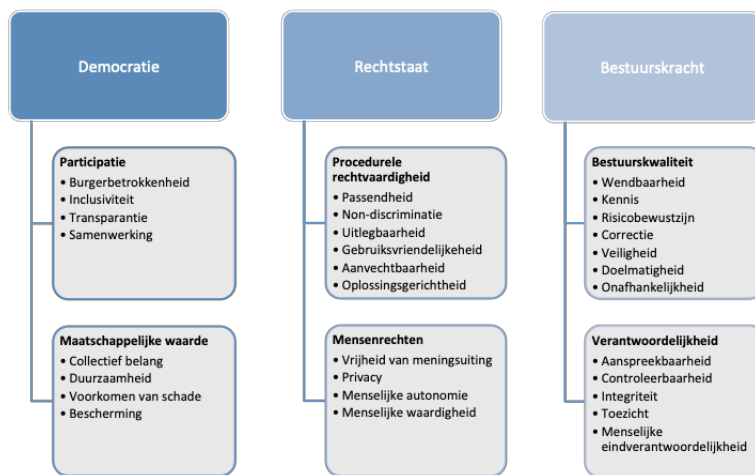 Democratie
Participatie
• Burgerbetrokkenheid
• Inclusiviteit
• Transparantie
• Samenwerking
Maatschappelijke waarde
• Collectief belang
• Duurzaamheid
• Voorkomen van schade
• Bescherming
Rechtstaat
Procedurele
rechtvaardigheid
• Passendheid
• Non-discriminatie
• Uitlegbaarheid
• Gebruiksvriendelijkeheid
• Aanvechtbaarheid
• Oplossingsgerichtheid
Mensenrechten
• Vrijheid van meningsuiting
• Privacy
• Menselijke autonomie
• Menselijke waardigheid
Bestuurskracht
Bestuurskwaliteit
• Wendbaarheid
• Kennis
• Risicobewustzijn
• Correctie
• Veiligheid
• Doelmatigheid
• Onafhankelijkheid
Verantwoordelijkheid
• Aanspreekbaarheid
• Controleerbaarheid
• Integriteit
• Toezicht
• Menselijke
eindverantwoordelijkheid